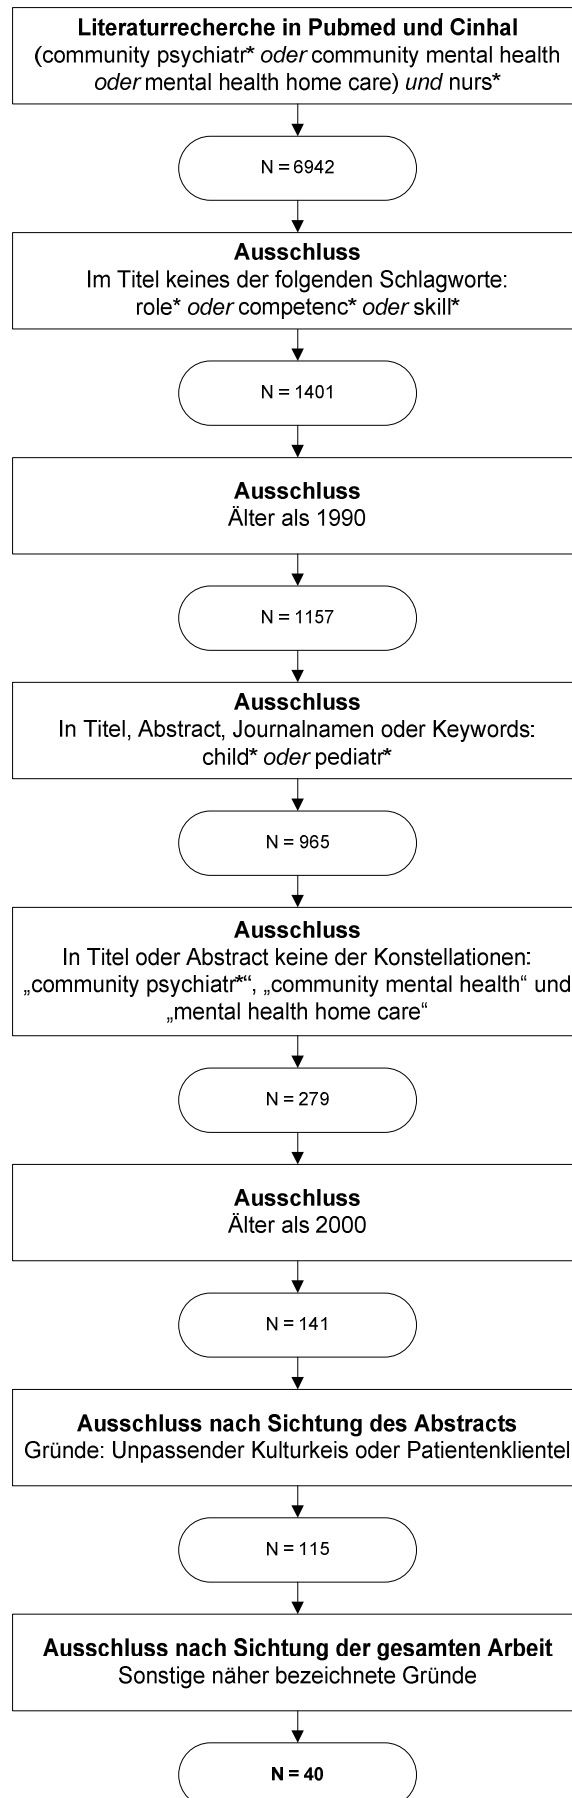 Literaturrecherche in Pubmed und Cinhal
(community psychiatr* oder community mental health
oder mental health home care) und nurs*
N = 6942
Ausschluss
Im Titel keines der folgenden Schlagworte:
role* oder competenc* oder skill*
N = 1401
Ausschluss
Älter als 1990
N = 1157
Ausschluss
In Titel, Abstract, Journalnamen oder Keywords:
child* oder pediatr*
N = 965
Ausschluss
In Titel oder Abstract keine der Konstellationen:
„community psychiatr*“, „community mental health“ und
„mental health home care“
N = 279
Ausschluss
Älter als 2000
N = 141
Ausschluss nach Sichtung des Abstracts
Gründe: Unpassender Kulturkeis oder Patientenklientel
N = 115
Ausschluss nach Sichtung der gesamten Arbeit
Sonstige näher bezeichnete Gründe
N = 40